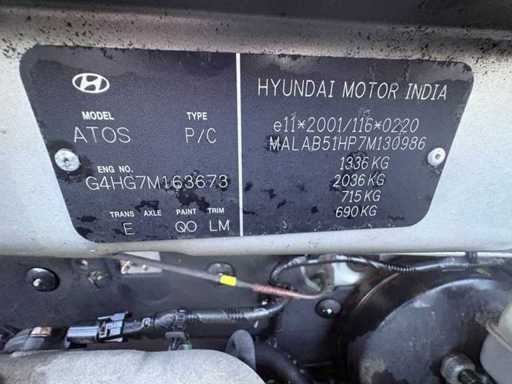 HYUNDAI MOTOR INDIA
MODEL TYPE
ATOS P/C
ENG NO.
G4HG7M163673
TRANS AXLE PAINT TRIM
E QO LM
e11*2001/116*0220
MALAB51HP7M130986
1336 KG
2036 KG
715 KG
690 KG